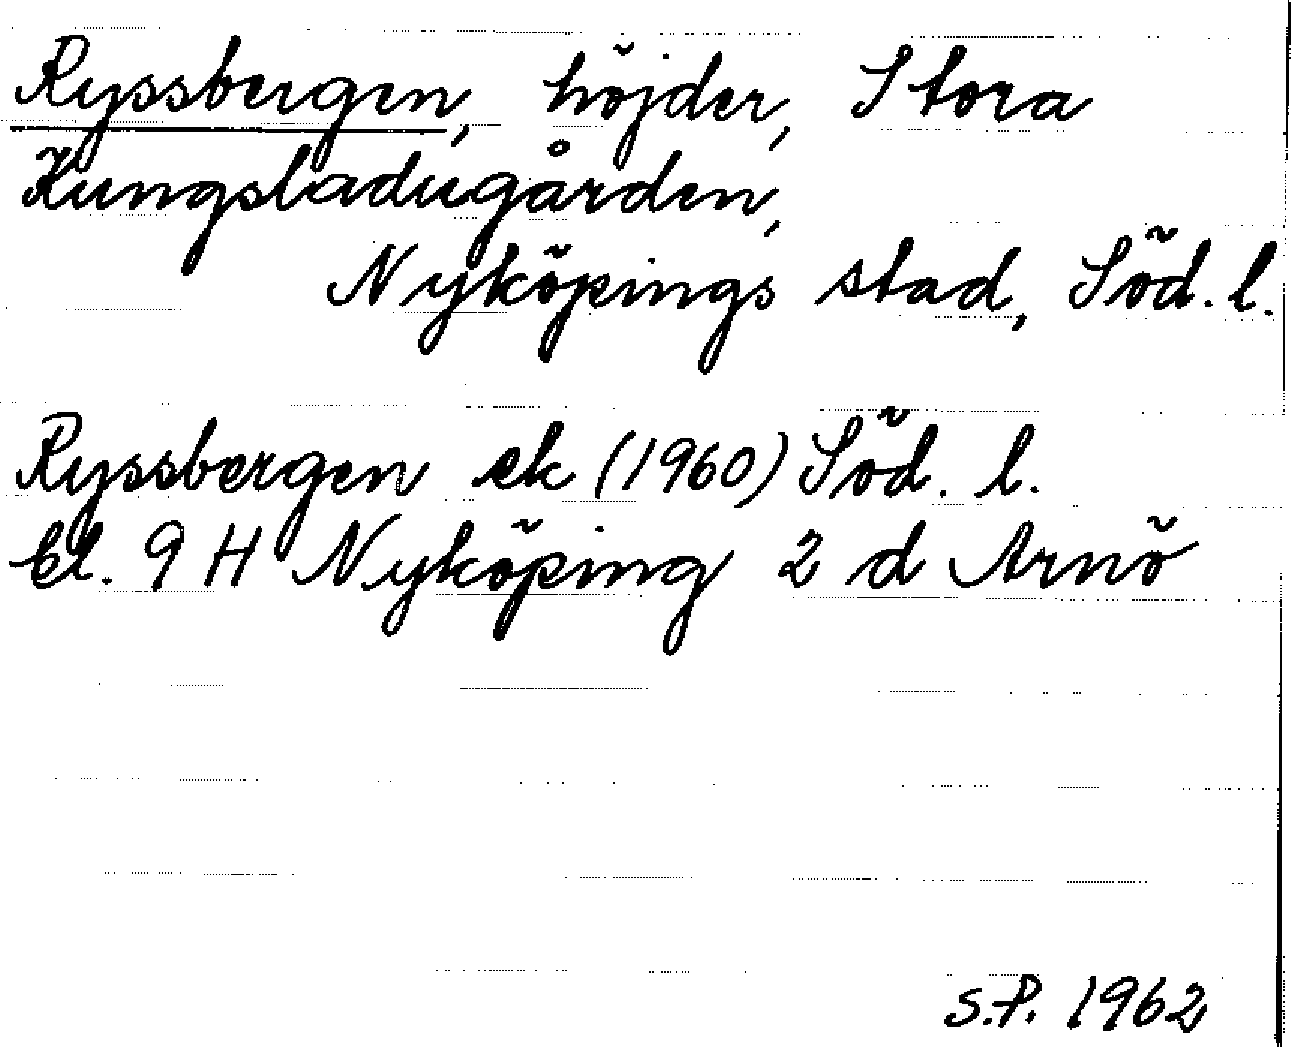 Ryssbergen, höjder, Stora
Kungsladugården,
Nyköpings stad, Söd. l.
Ryssbergen ek (1960) Söd. l.
bl. 9 H Nyköping 2 d Arnö
S.P. 1962